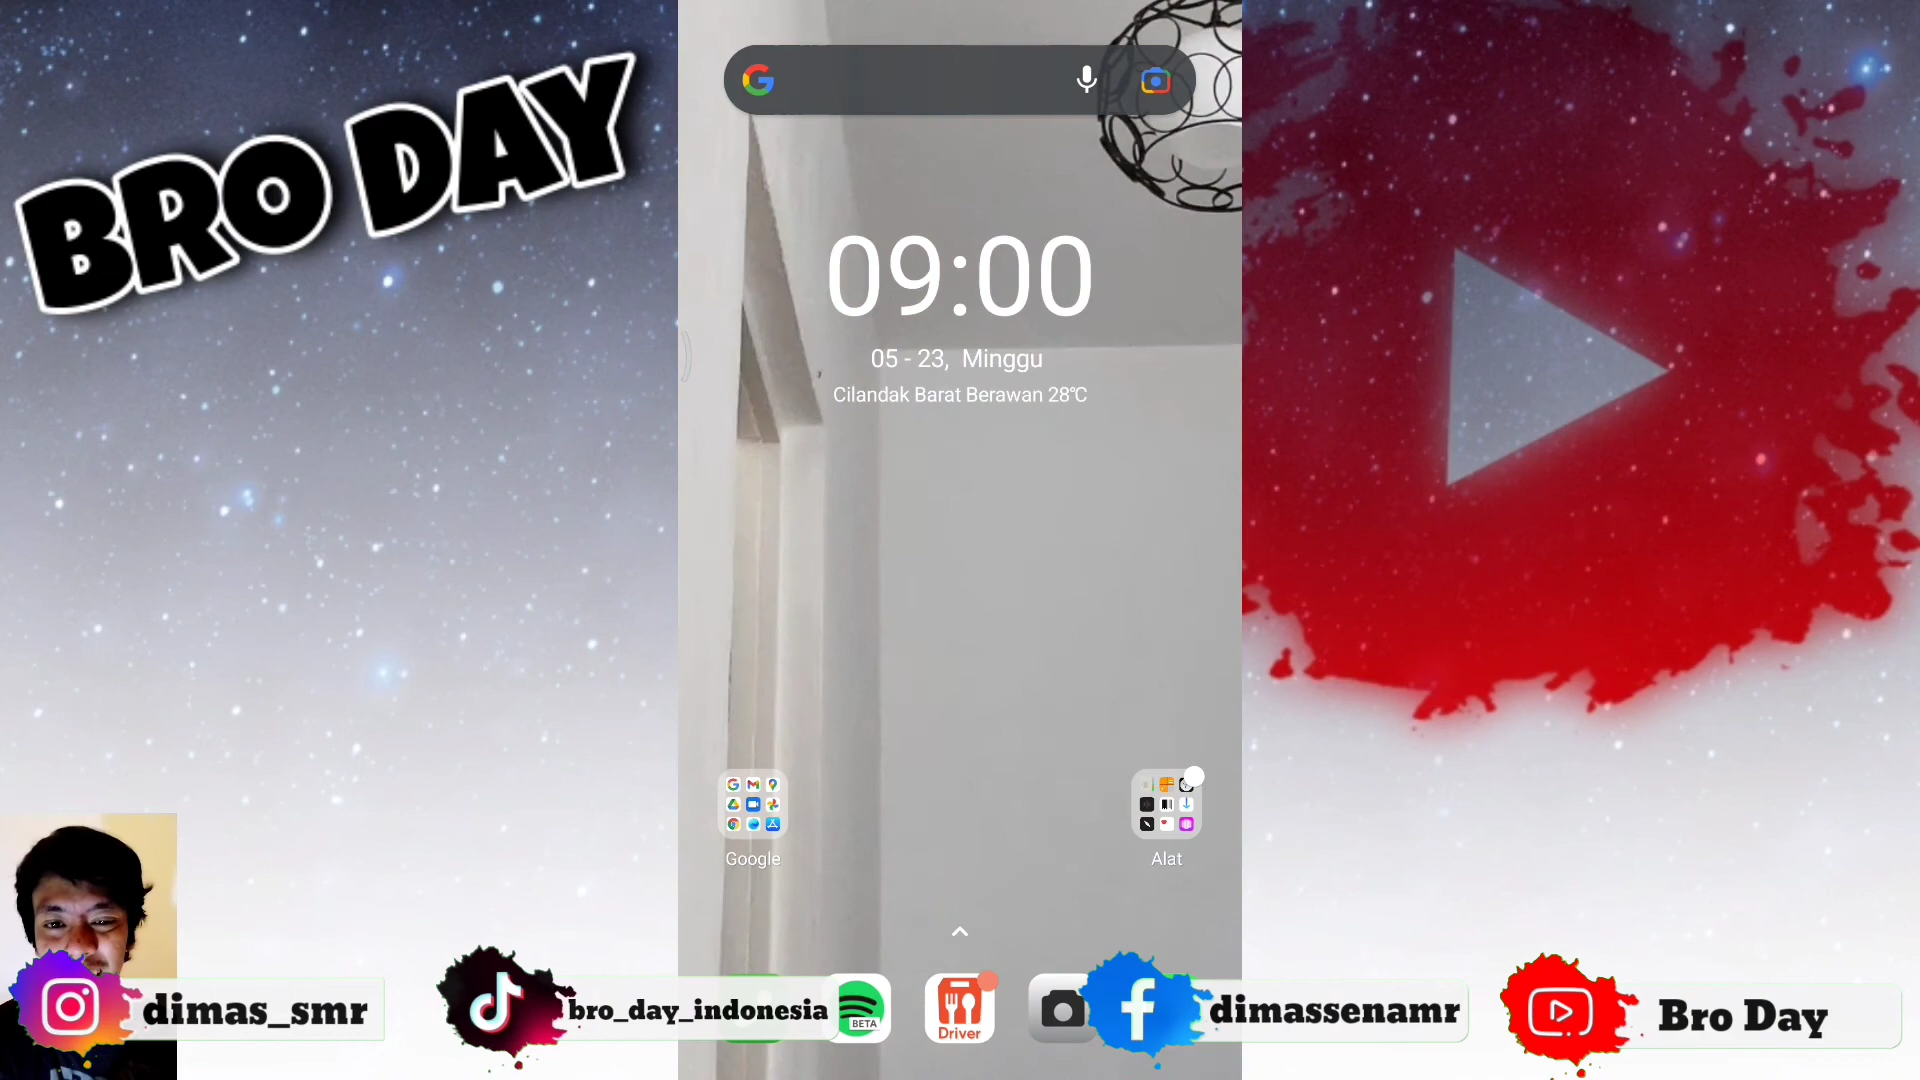 BRO DAY
09:00
05 - 23, Minggu
Cilandak Barat Berawan 28℃
Google
Alat
BETA
Driver
dimas_smr
bro_day_indonesia
dimassenamr
Bro Day